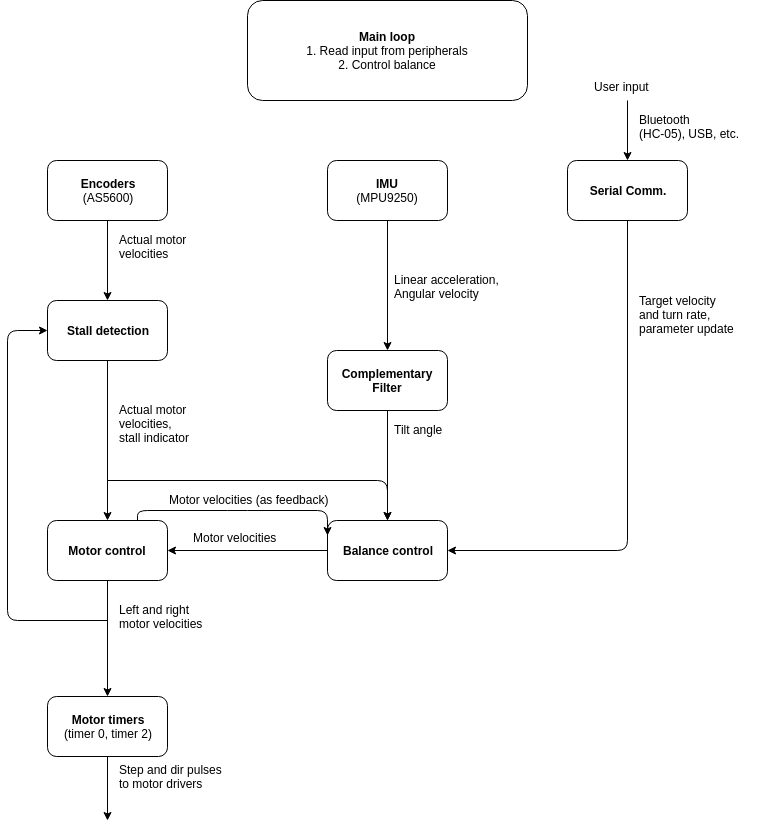 Main loop
1. Read input from peripherals
2. Control balance
User input
Bluetooth
(HC-05), USB, etc.
Encoders
(AS5600)
IMU
(MPU9250)
Serial Comm.
Actual motor
velocities
Linear acceleration,
Angular velocity
Target velocity
and turn rate,
parameter update
Stall detection
Complementary
Filter
Actual motor
velocities,
stall indicator
Tilt angle
Motor velocities (as feedback)
Motor velocities
Motor control
Balance control
Left and right
motor velocities
Motor timers
(timer 0, timer 2)
Step and dir pulses
to motor drivers